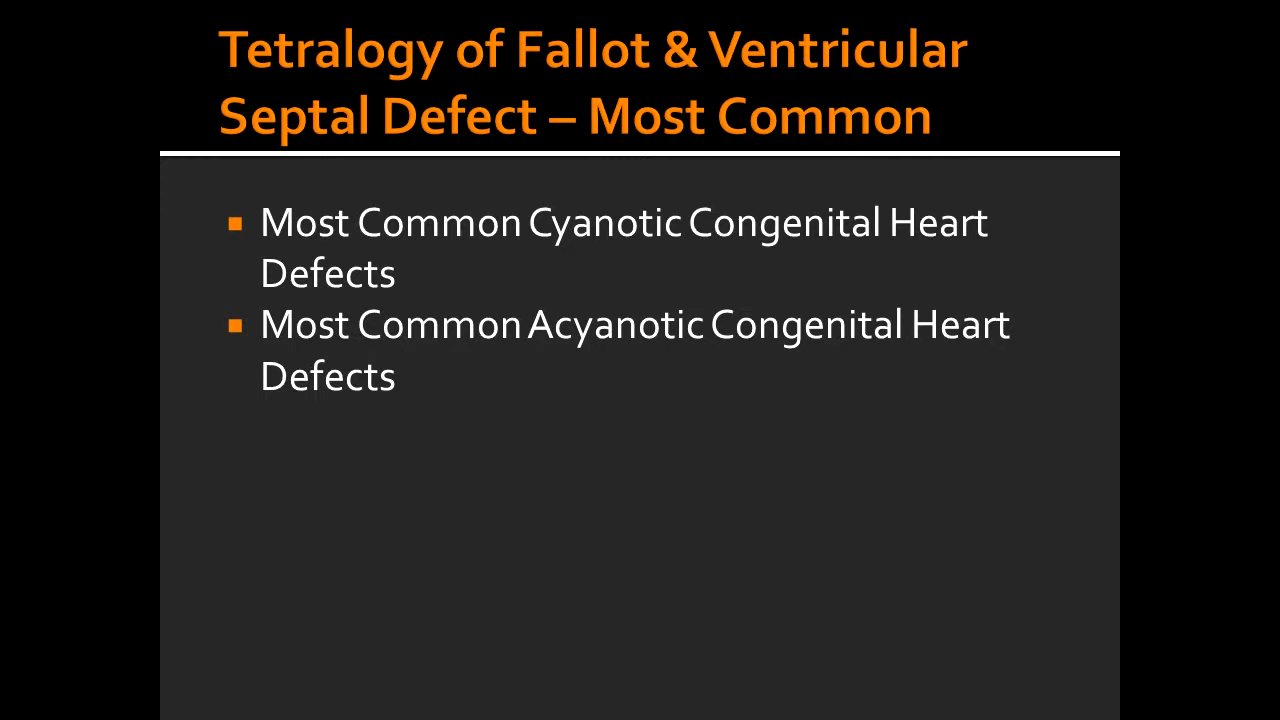 Tetralogy of Fallot & Ventricular
Septal Defect – Most Common
Most Common Cyanotic Congenital Heart
Defects
Most Common Acyanotic Congenital Heart
Defects